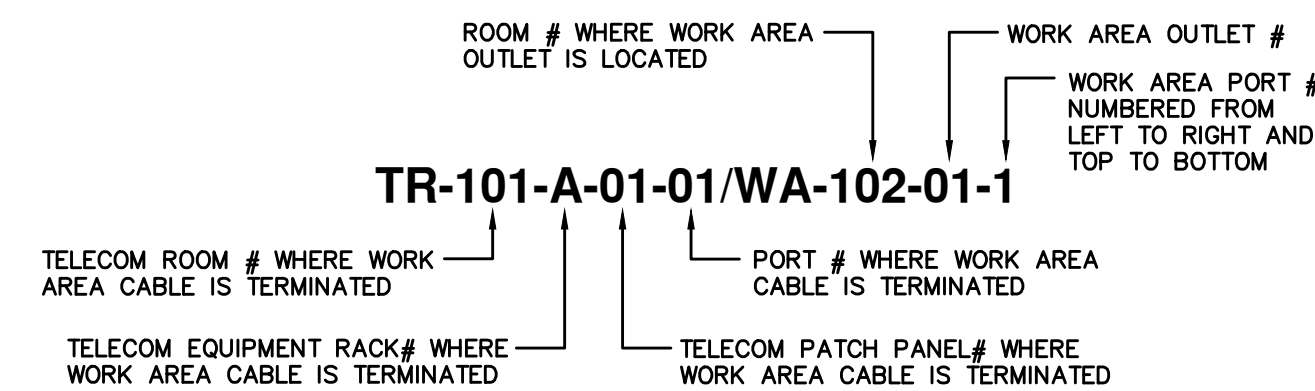 ROOM # WHERE WORK AREA
OUTLET IS LOCATED
WORK AREA OUTLET #
WORK AREA PORT #
NUMBERED FROM
LEFT TO RIGHT AND
TOP TO BOTTOM
TR-101-A-01-01/WA-102-01-1
TELECOM ROOM # WHERE WORK
AREA CABLE IS TERMINATED
PORT # WHERE WORK AREA
CABLE IS TERMINATED
TELECOM EQUIPMENT RACK# WHERE
WORK AREA CABLE IS TERMINATED
TELECOM PATCH PANEL# WHERE
WORK AREA CABLE IS TERMINATED